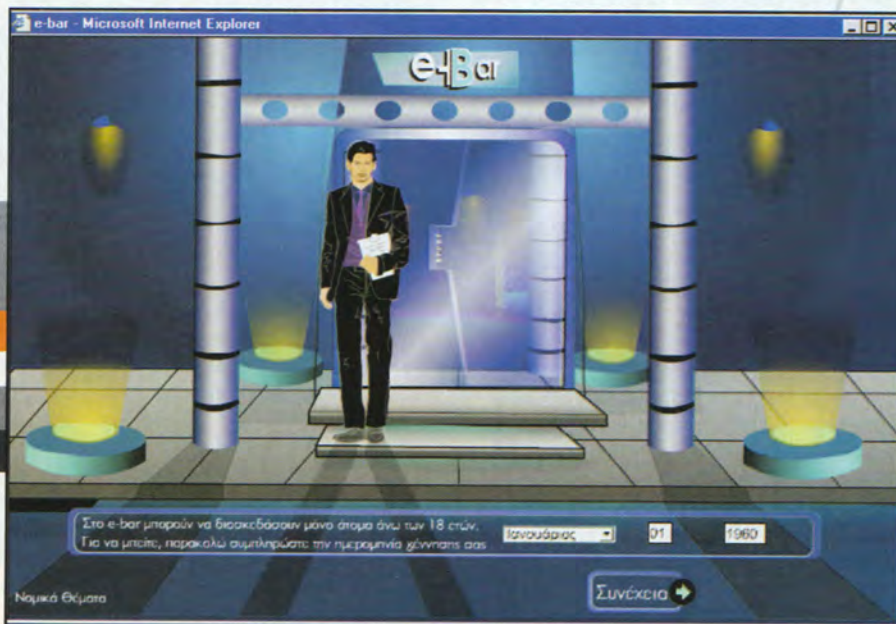 e-bar - Microsoft Internet Explorer
e-Bar
Στο e-bar μπορούν να διασκεδάσουν μόνο άτομα άνω των 18 ετών.
Για να μπείτε, παρακαλώ συμπληρώστε την ημερομηνία γέννησης σας
Ιανουάριος 01 1960
Συνέχεια
Νομικά Θέματα